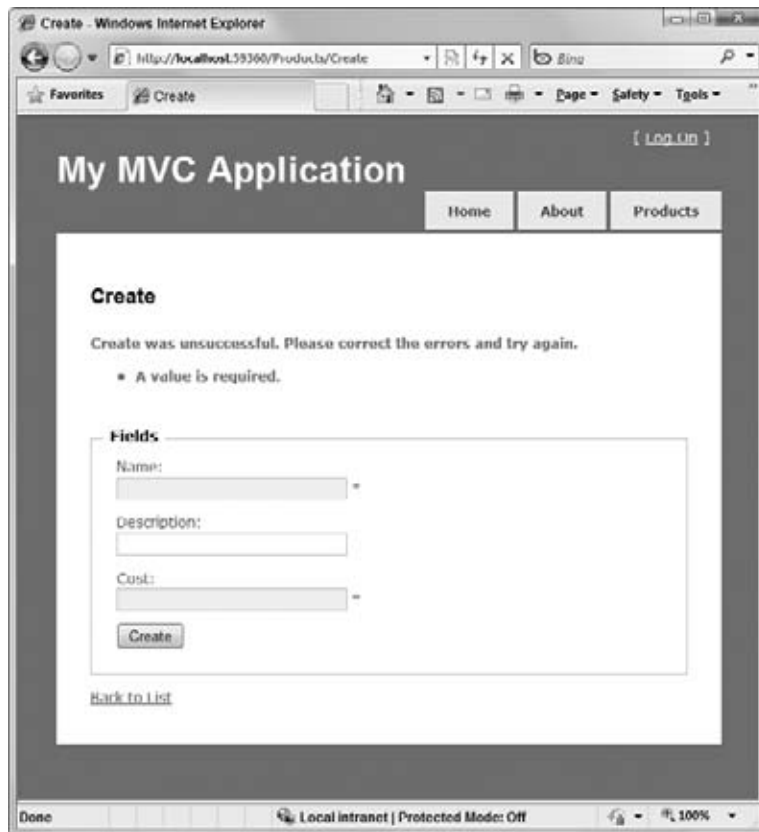 Create - Windows Internet Explorer
http://localhost:59360/Products/Create
Bing
Favorites
Create
Page
Safety
Tools
[ Log On ]
My MVC Application
Home
About
Products
Create
Create was unsuccessful. Please correct the errors and try again.
• A value is required.
Fields
Name:
*
Description:
Cost:
*
Create
Back to List
Done
Local intranet | Protected Mode: Off
100%